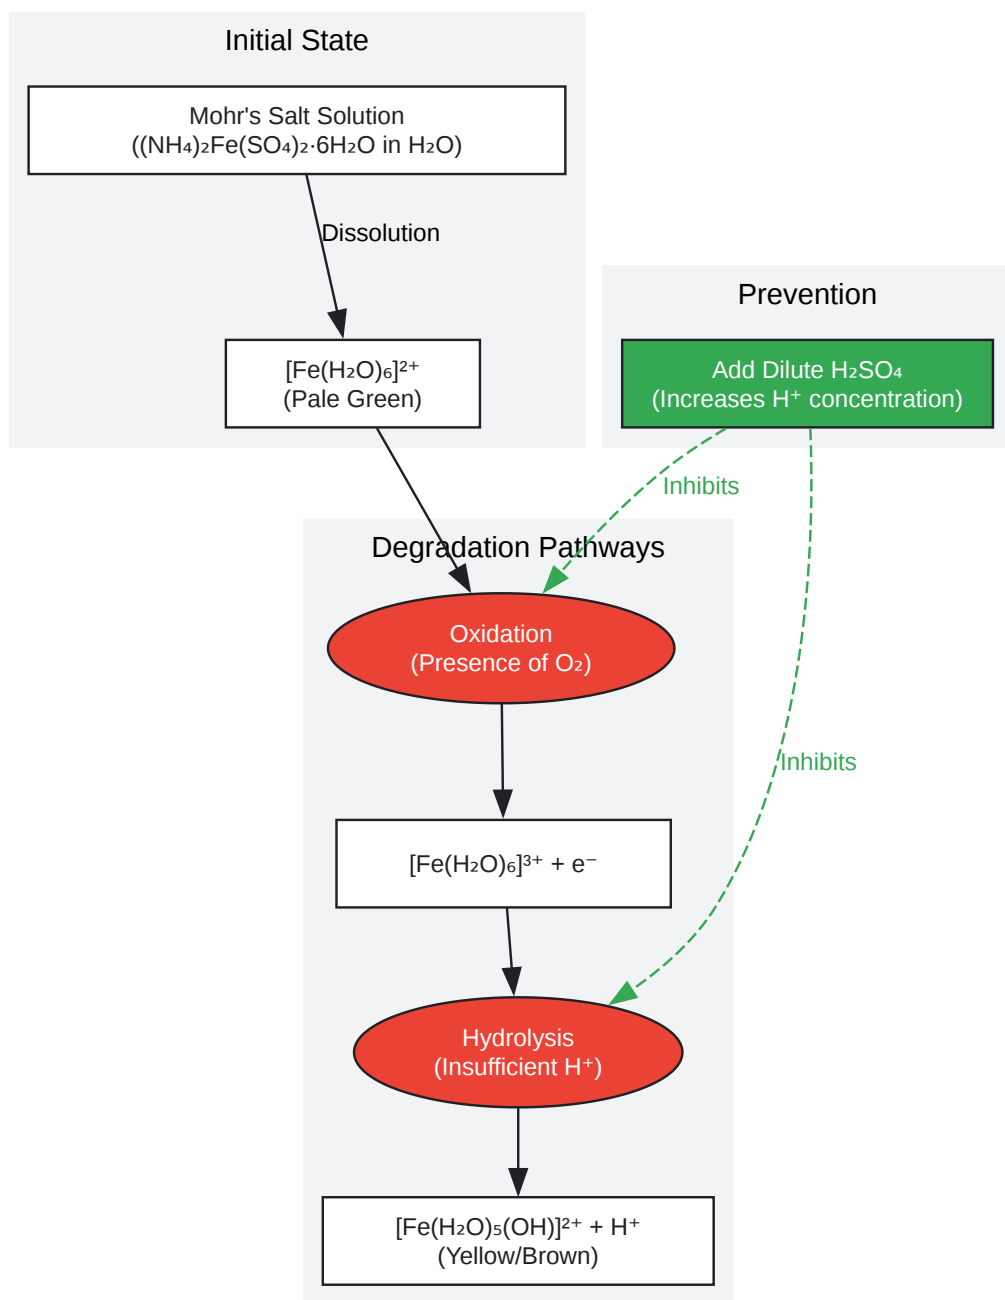 Initial State
Mohr's Salt Solution
((NH₄)₂Fe(SO₄)₂·6H₂O in H₂O)
Dissolution
[Fe(H₂O)₆]²⁺
(Pale Green)
Prevention
Add Dilute H₂SO₄
(Increases H⁺ concentration)
Inhibits
Degradation Pathways
Oxidation
(Presence of O₂)
Inhibits
[Fe(H₂O)₆]³⁺ + e⁻
Hydrolysis
(Insufficient H⁺)
[Fe(H₂O)₅(OH)]²⁺ + H⁺
(Yellow/Brown)